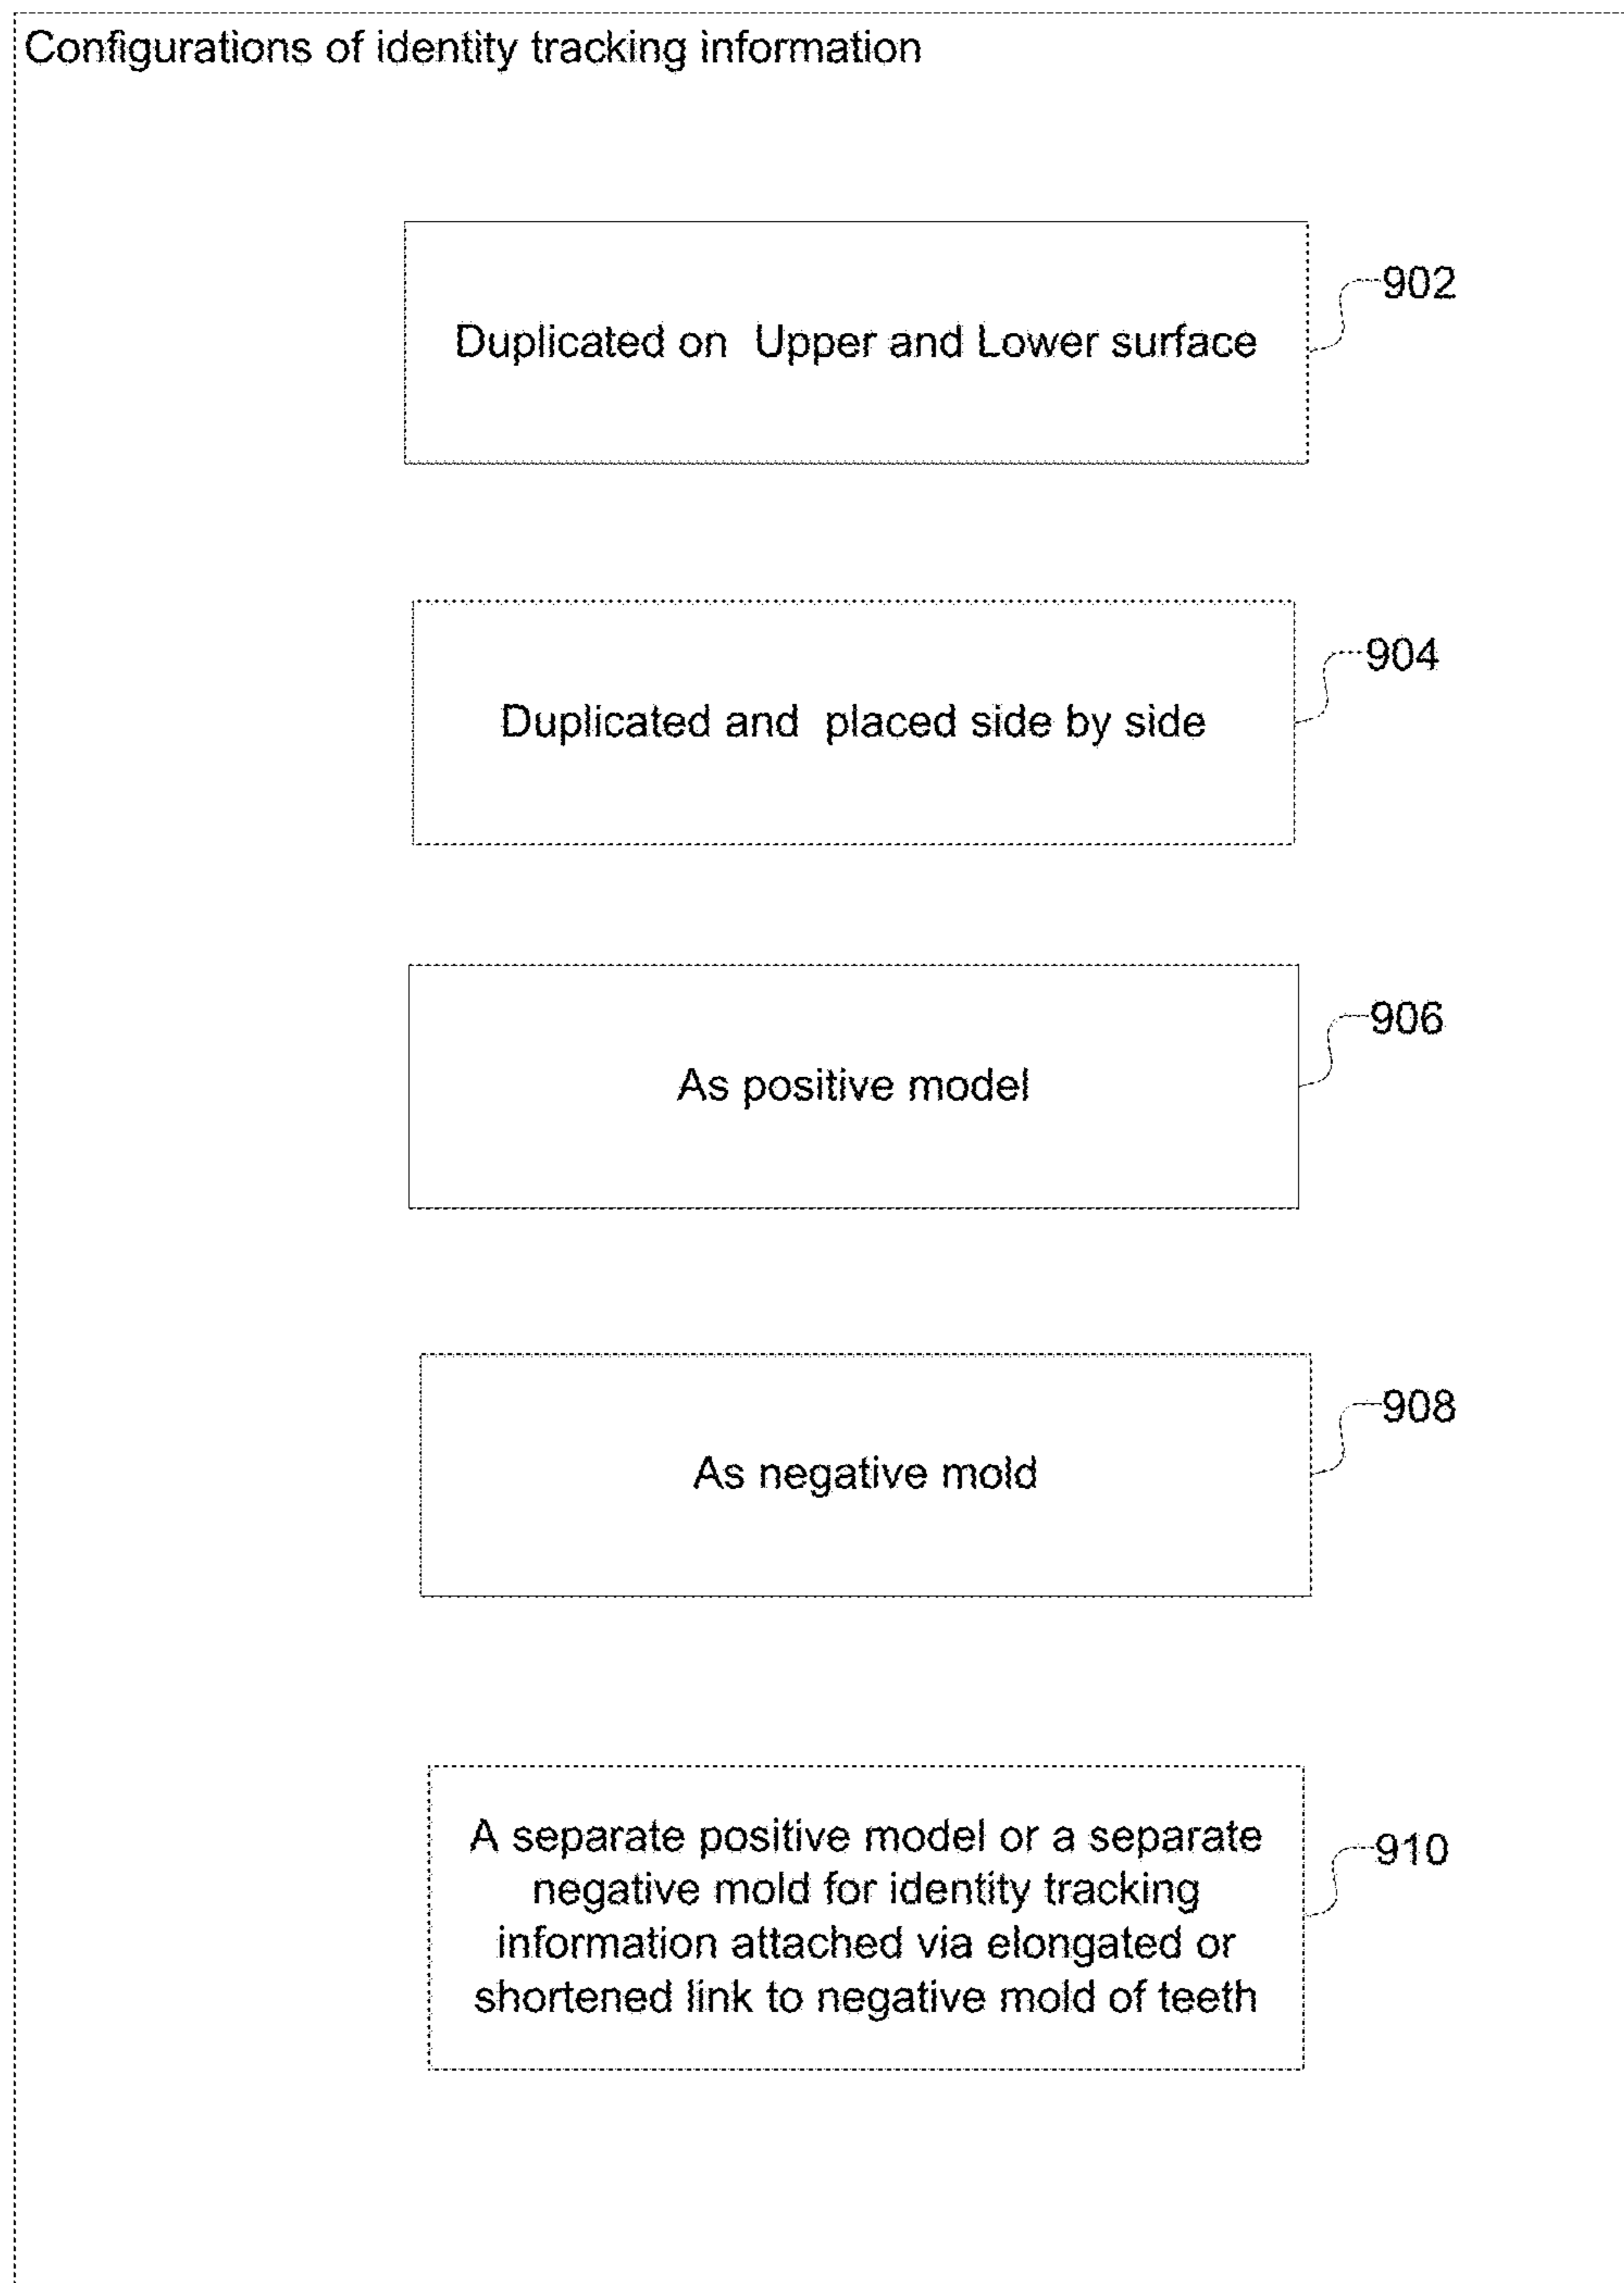 Configurations of identity tracking information
902
Duplicated on Upper and Lower surface
904
Duplicated and placed side by side
906
As positive model
908
As negative mold
A separate positive model or a separate
910
negative mold for identity tracking
information attached via elongated or
shortened link to negative mold of teeth